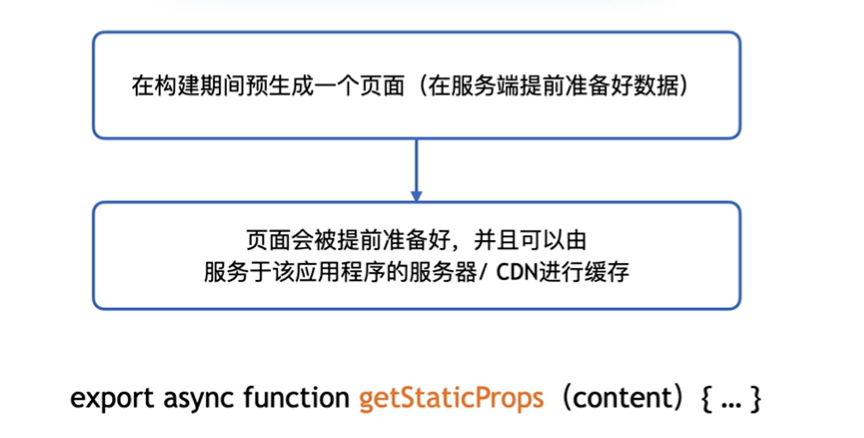 在构建期间预生成一个页面（在服务端提前准备好数据）
页面会被提前准备好，并且可以由
服务于该应用程序的服务器/ CDN进行缓存
export async function getStaticProps（content）{ ... }